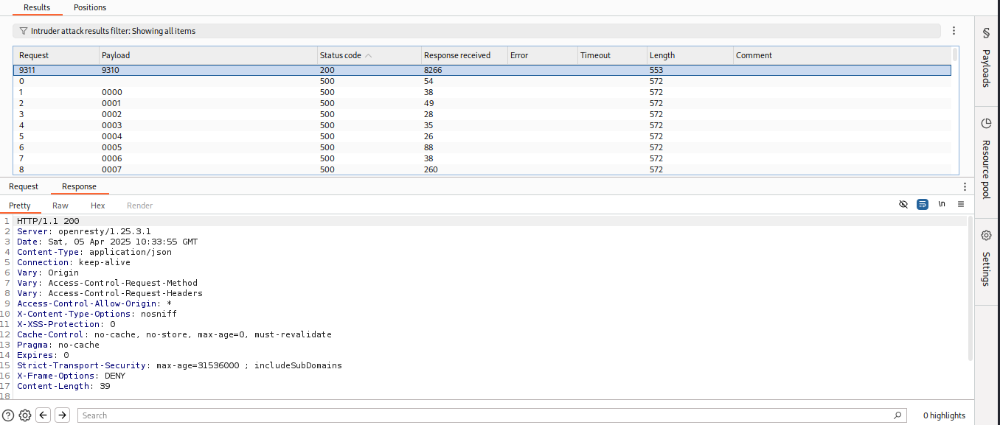 Results Positions
Intruder attack results filter: Showing all items
Request Payload Status code Response received Error Timeout Length Comment
9311 9310 200 8266 553
0 500 54 572
1 0000 500 38 572
2 0001 500 49 572
3 0002 500 28 572
4 0003 500 35 572
5 0004 500 26 572
6 0005 500 88 572
7 0006 500 38 572
8 0007 500 260 572
Request Response
Pretty Raw Hex Render \n
1 HTTP/1.1 200
2 Server: openresty/1.25.3.1
3 Date: Sat, 05 Apr 2025 10:33:55 GMT
4 Content-Type: application/json
5 Connection: keep-alive
6 Vary: Origin
7 Vary: Access-Control-Request-Method
8 Vary: Access-Control-Request-Headers
9 Access-Control-Allow-Origin: *
10 X-Content-Type-Options: nosniff
11 X-XSS-Protection: 0
12 Cache-Control: no-cache, no-store, max-age=0, must-revalidate
13 Pragma: no-cache
14 Expires: 0
15 Strict-Transport-Security: max-age=31536000 ; includeSubDomains
16 X-Frame-Options: DENY
17 Content-Length: 39
18
Search 0 highlights
Payloads
Resource pool
Settings